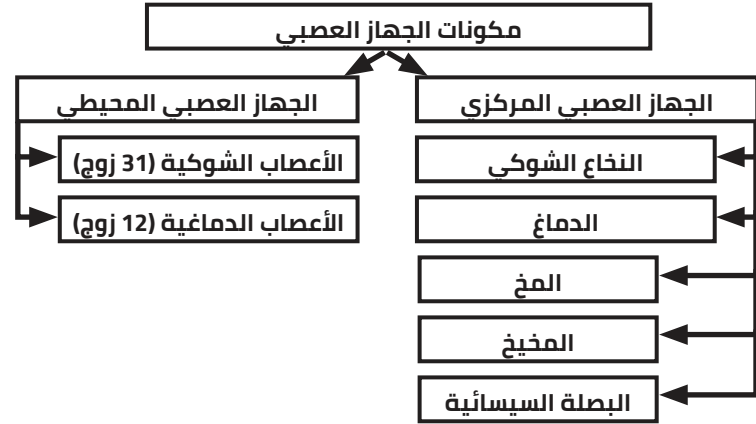 مكونات الجهاز العصبي
الجهاز العصبي المركزي
النخاع الشوكي
الدماغ
المخ
المخيخ
البصلة السيسائية
الجهاز العصبي المحيطي
الأعصاب الشوكية (31 زوج)
الأعصاب الدماغية (12 زوج)